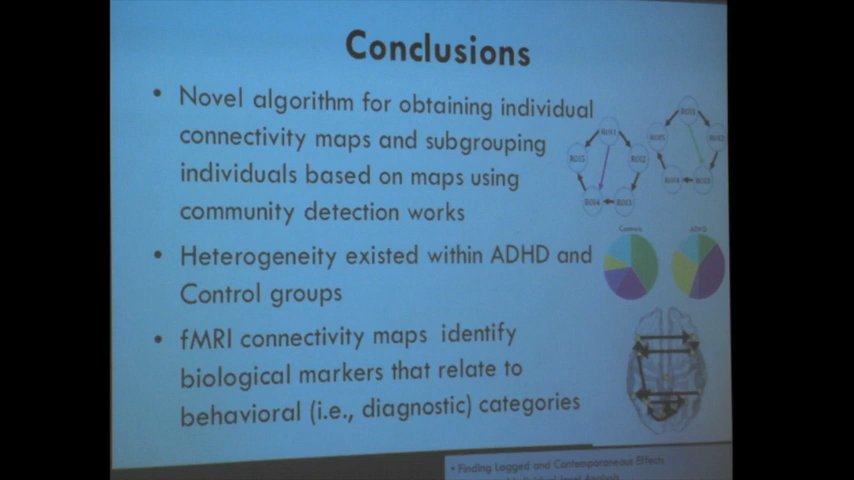 Conclusions
• Novel algorithm for obtaining individual
connectivity maps and subgrouping
individuals based on maps using
community detection works
• Heterogeneity existed within ADHD and
Control groups
• fMRI connectivity maps identify
biological markers that relate to
behavioral (i.e., diagnostic) categories
Controls
ADHD
• Finding Lagged and Contemporaneous Effects